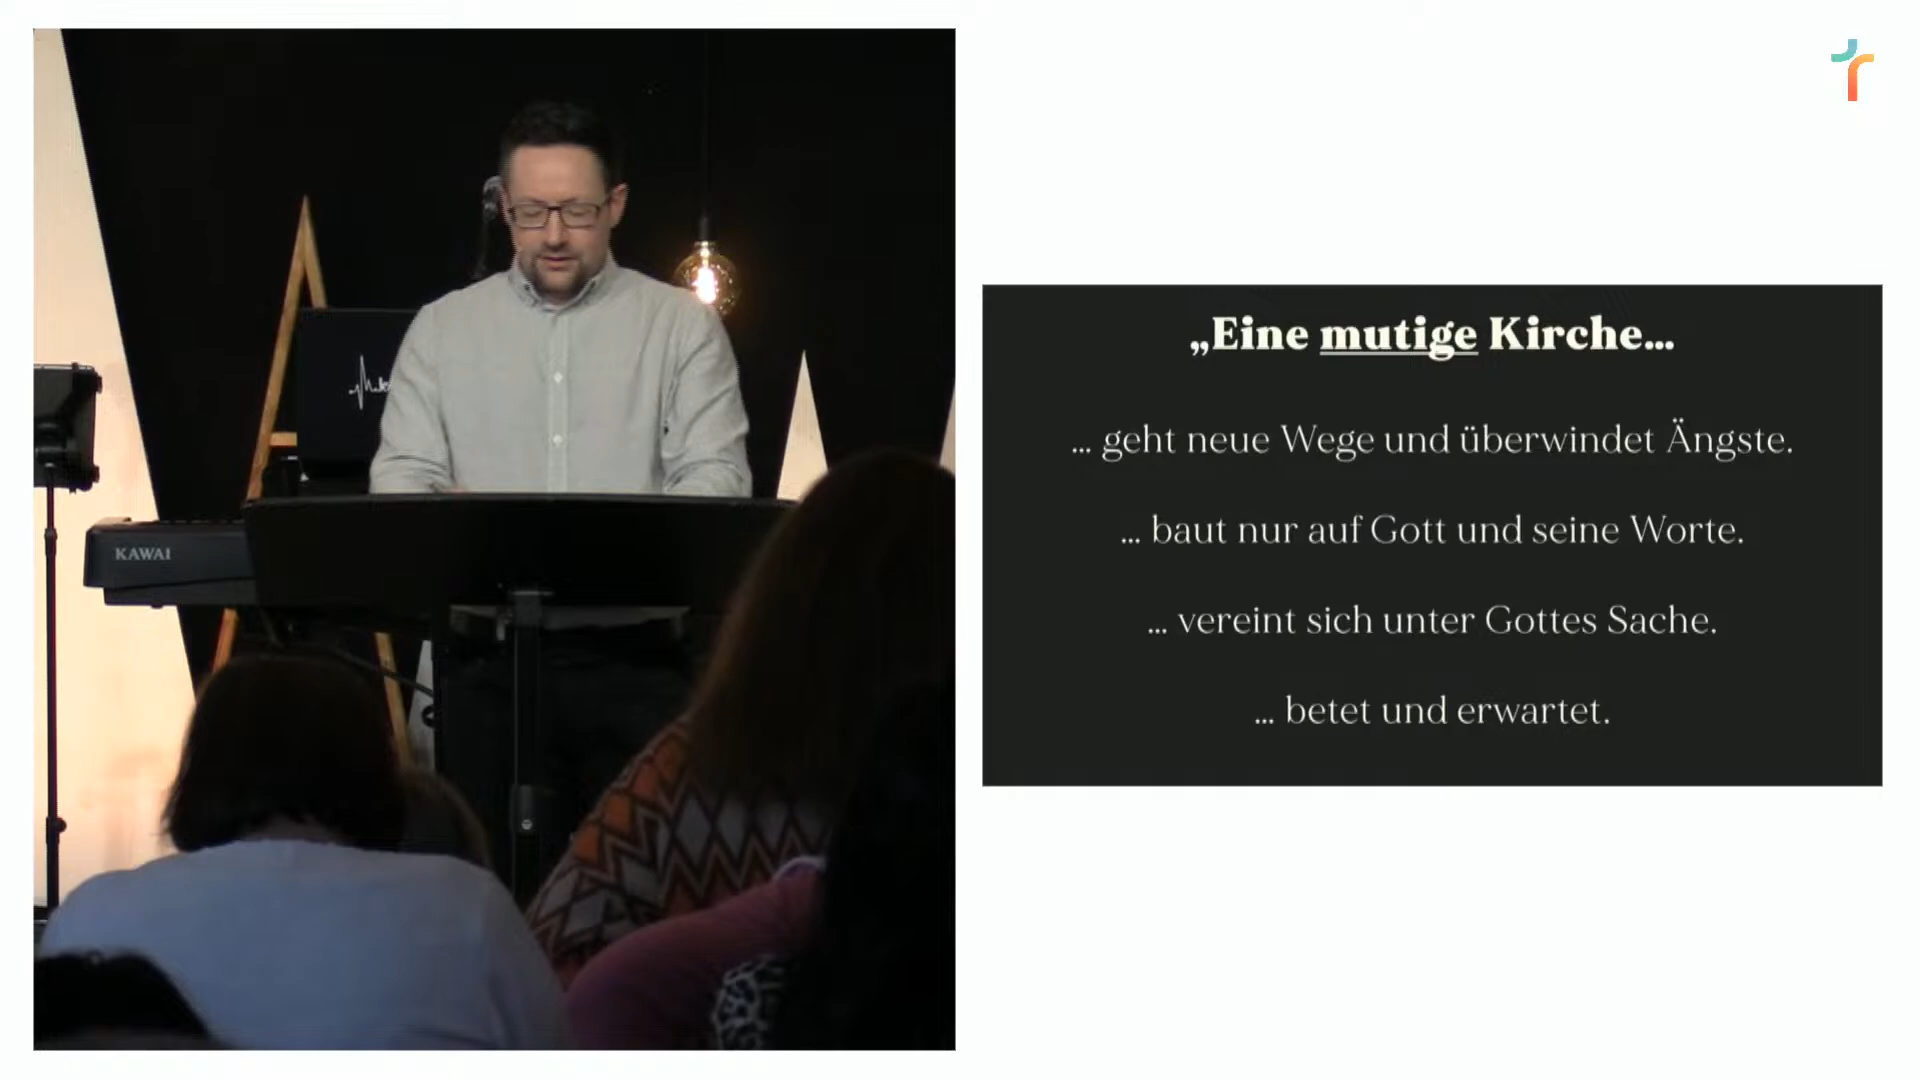 KAWAI
„Eine mutige Kirche...
... geht neue Wege und überwindet Ängste.
... baut nur auf Gott und seine Worte.
... vereint sich unter Gottes Sache.
... betet und erwartet.